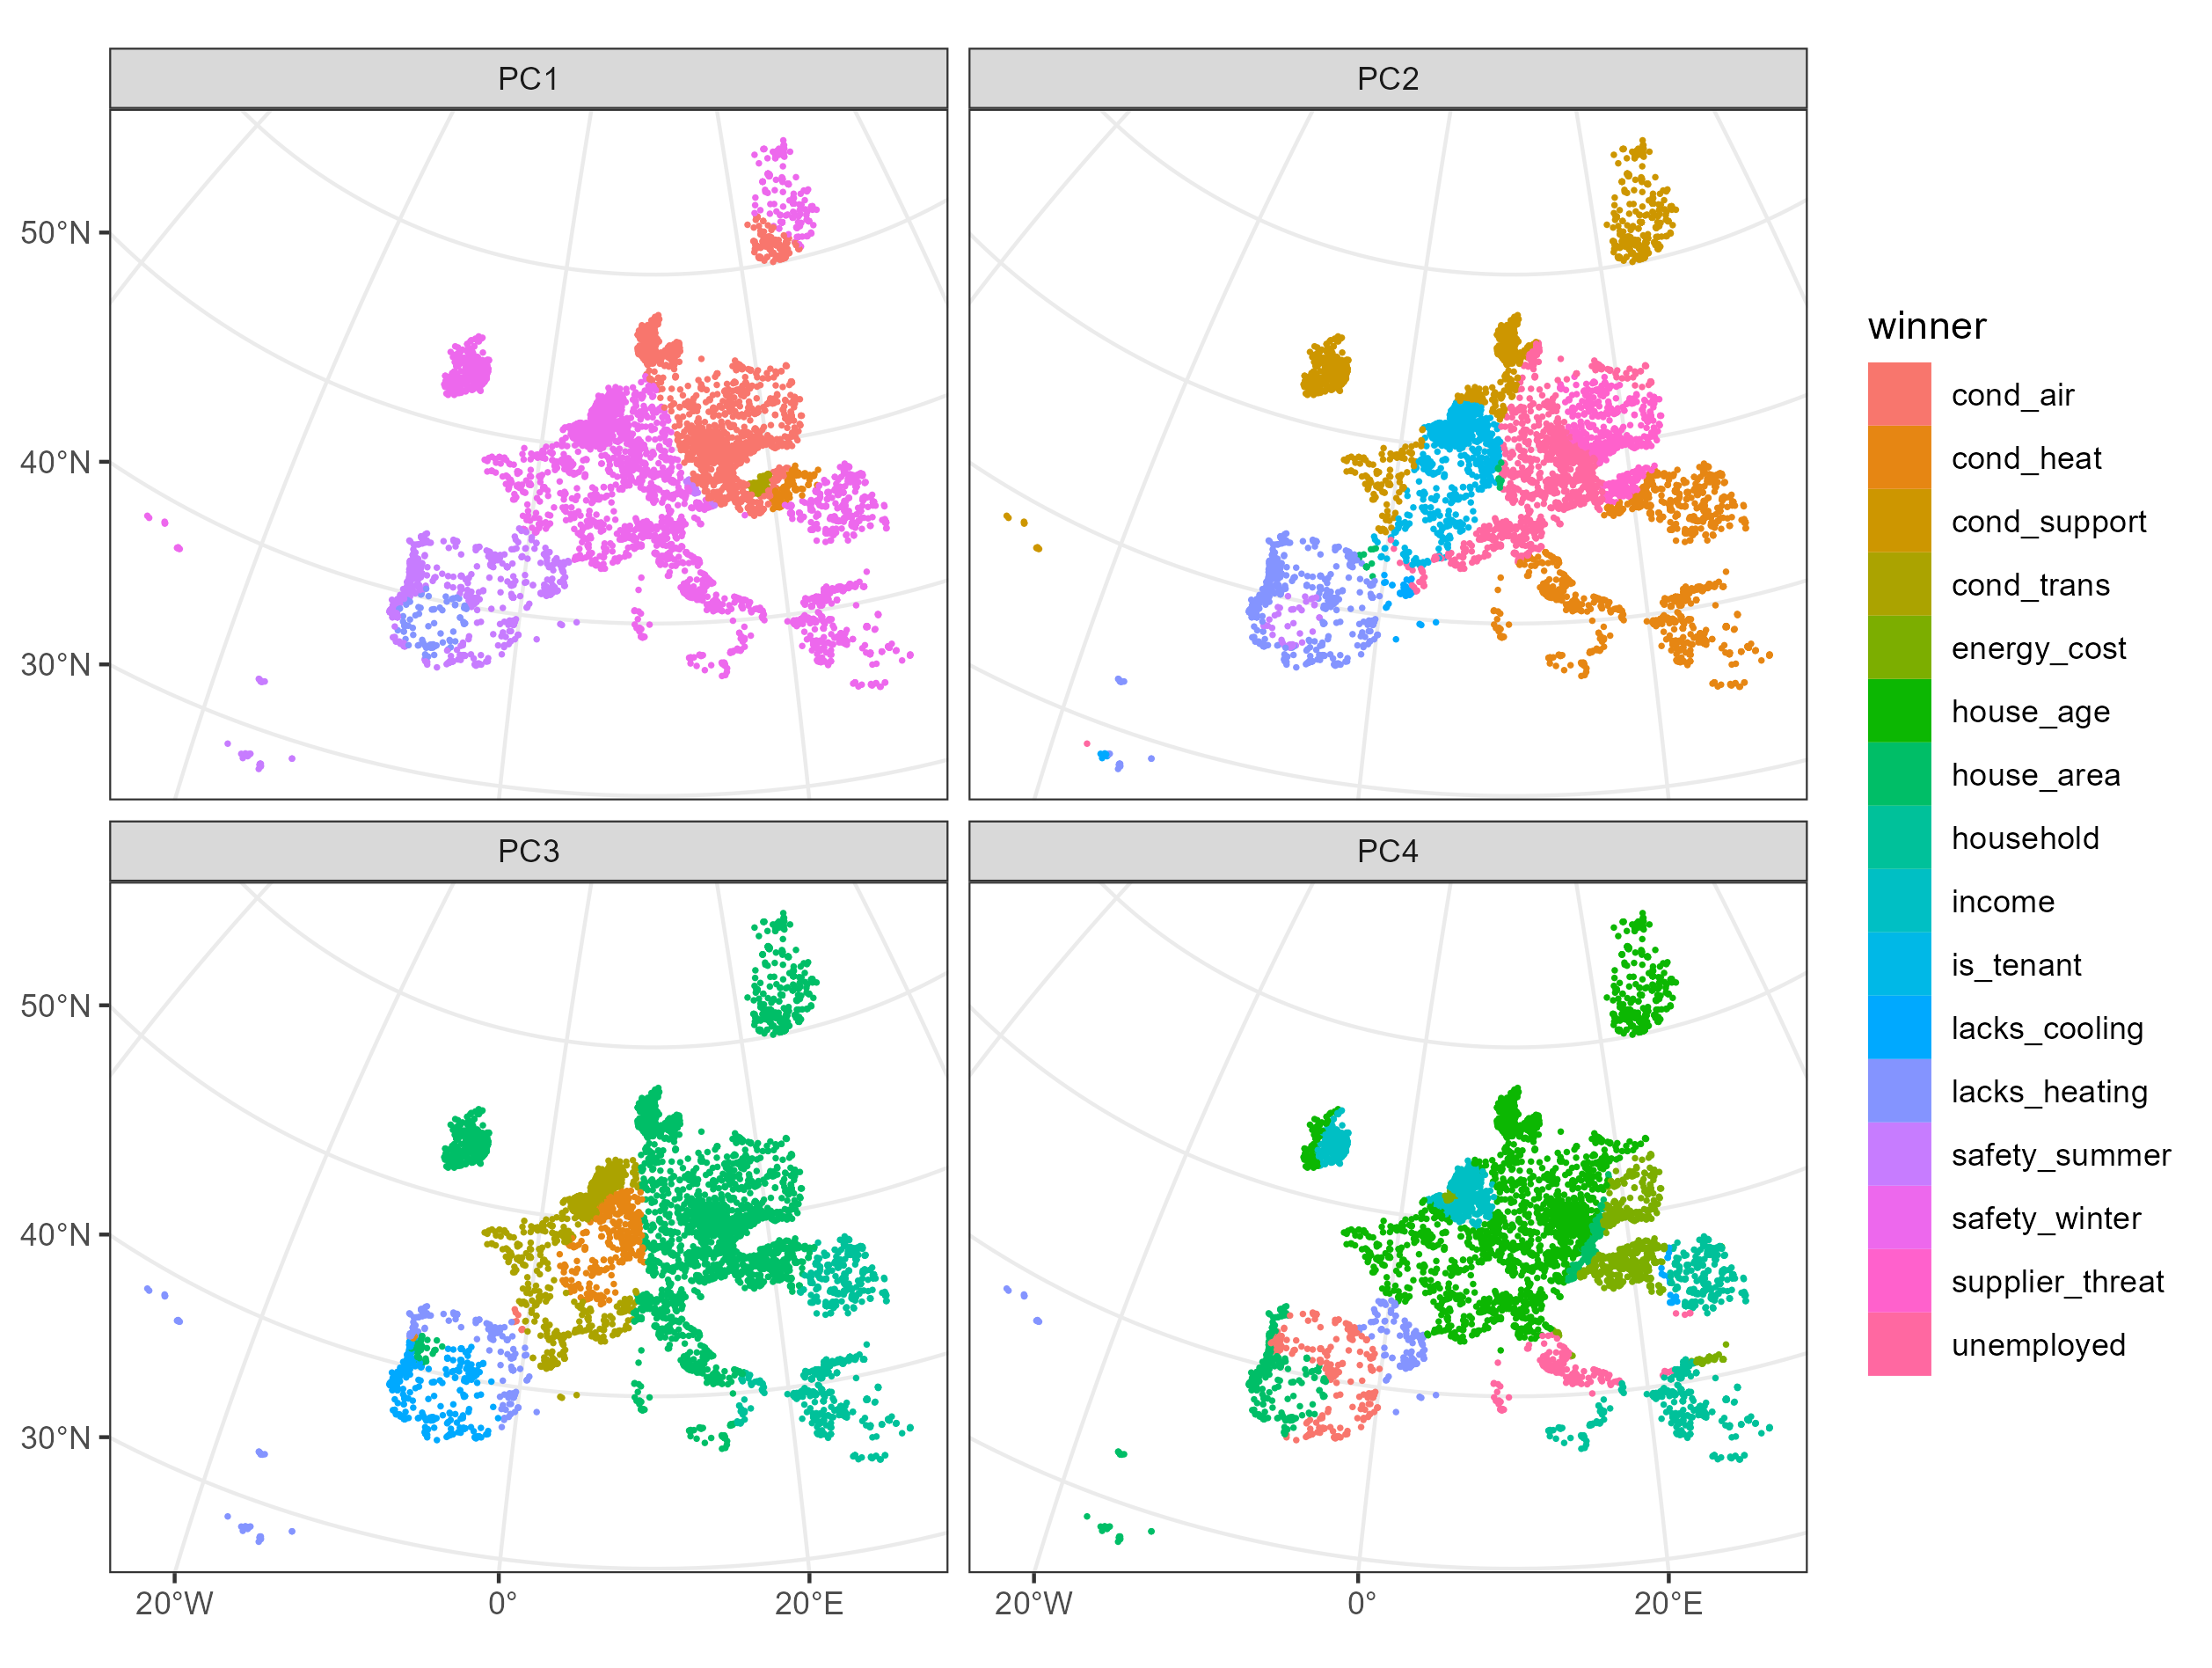 PC1
PC2
50°N
40°N
30°N
PC3
PC4
50°N
40°N
30°N
20°W
0°
20°E
20°W
0°
20°E
winner
cond_air
cond_heat
cond_support
cond_trans
energy_cost
house_age
house_area
household
income
is_tenant
lacks_cooling
lacks_heating
safety_summer
safety_winter
supplier_threat
unemployed